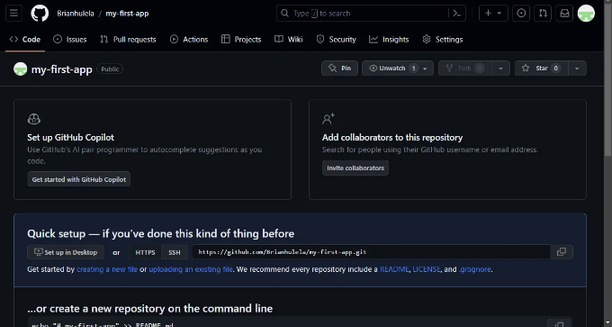 Brianhulela / my-first-app
Type / to search
Code Issues Pull requests Actions Projects Wiki Security Insights Settings
my-first-app Public
Pin Unwatch 1 Fork 0 Star 0
Set up GitHub Copilot
Use GitHub's AI pair programmer to autocomplete suggestions as you
code.
Get started with GitHub Copilot
Add collaborators to this repository
Search for people using their GitHub username or email address.
Invite collaborators
Quick setup — if you've done this kind of thing before
Set up in Desktop or HTTPS SSH https://github.com/Brianhulela/my-first-app.git
Get started by creating a new file or uploading an existing file. We recommend every repository include a README, LICENSE, and .gitignore.
...or create a new repository on the command line
echo "# my-first-app" >> README.md